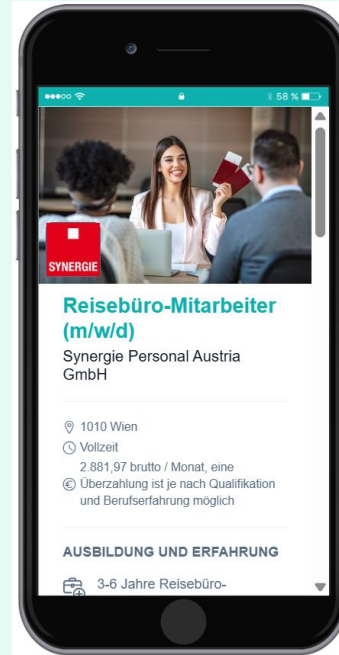 58 %
SYNERGIE
Reisebüro-Mitarbeiter
(m/w/d)
Synergie Personal Austria
GmbH
1010 Wien
Vollzeit
2.881,97 brutto / Monat, eine
Überzahlung ist je nach Qualifikation
und Berufserfahrung möglich
AUSBILDUNG UND ERFAHRUNG
3-6 Jahre Reisebüro-